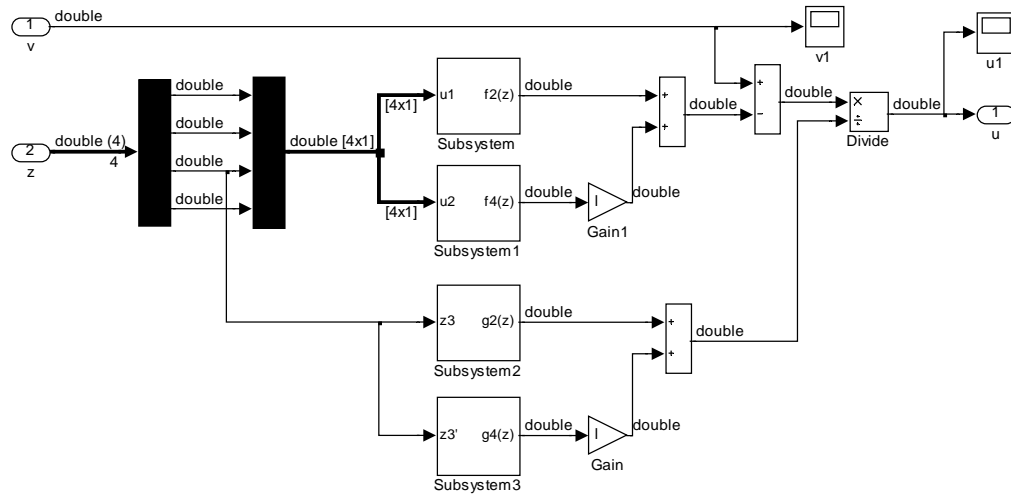 1
double
v
v1
u1
double
double
double
double
double (4)
4
2
z
double [4x1]
[4x1]
[4x1]
u1
f2(z)
Subsystem
double
u2
f4(z)
Subsystem1
double
l
Gain1
double
+
+
double
+
−
double
×
÷
Divide
double
1
u
z3
g2(z)
Subsystem2
double
z3'
g4(z)
Subsystem3
double
l
Gain
double
+
+
double